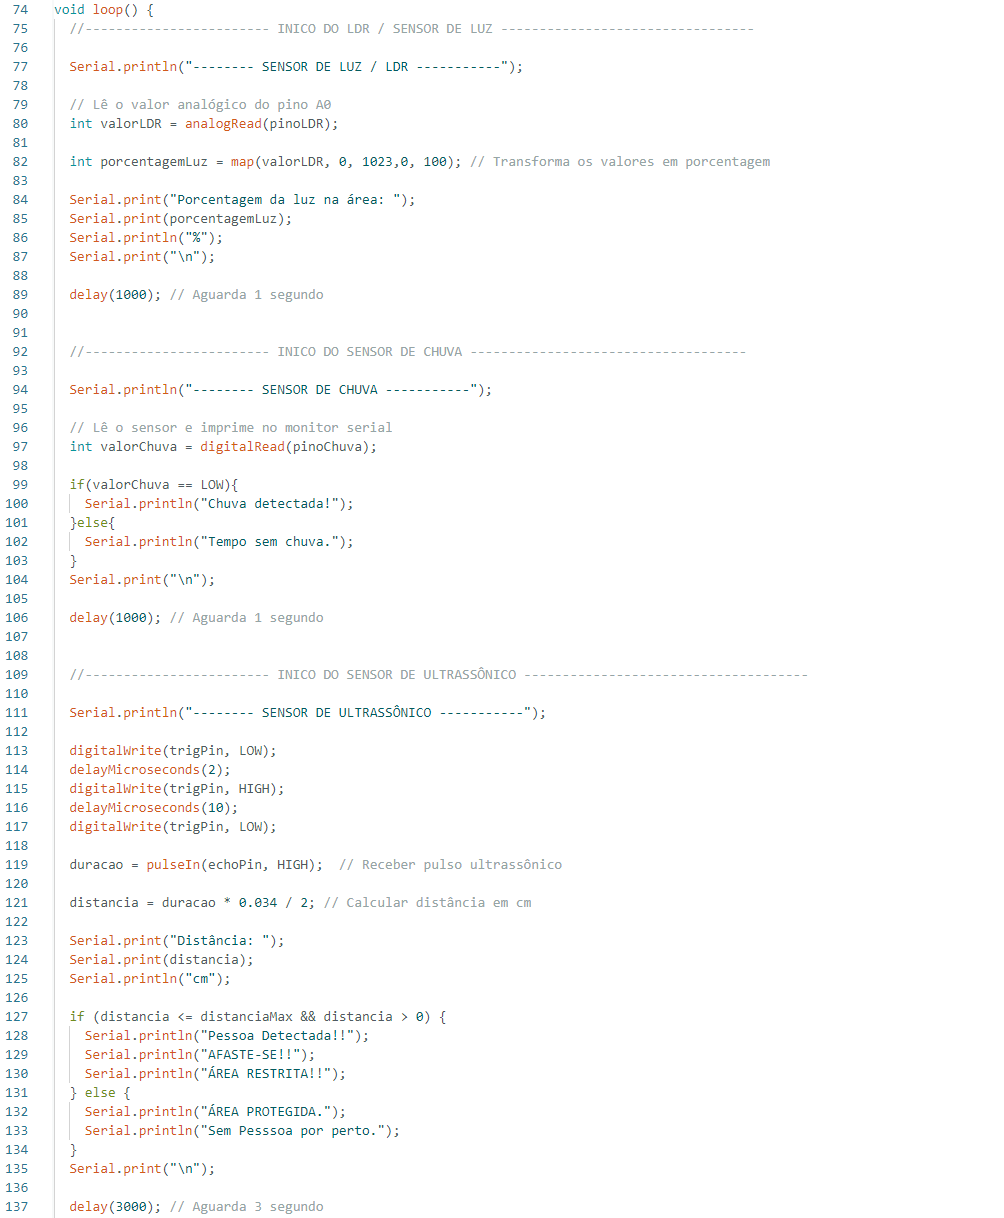 74 void loop() {
75 //------------------------ INICO DO LDR / SENSOR DE LUZ ---------------------------------
76
77 Serial.println("-------- SENSOR DE LUZ / LDR -----------");
78
79 // Lê o valor analógico do pino A0
80 int valorLDR = analogRead(pinoLDR);
81
82 int porcentagemLuz = map(valorLDR, 0, 1023,0, 100); // Transforma os valores em porcentagem
83
84 Serial.print("Porcentagem da luz na área: ");
85 Serial.print(porcentagemLuz);
86 Serial.println("%");
87 Serial.print("\n");
88
89 delay(1000); // Aguarda 1 segundo
90
91
92 //------------------------ INICO DO SENSOR DE CHUVA ------------------------------------
93
94 Serial.println("-------- SENSOR DE CHUVA -----------");
95
96 // Lê o sensor e imprime no monitor serial
97 int valorChuva = digitalRead(pinoChuva);
98
99 if(valorChuva == LOW){
100 Serial.println("Chuva detectada!");
101 }else{
102 Serial.println("Tempo sem chuva.");
103 }
104 Serial.print("\n");
105
106 delay(1000); // Aguarda 1 segundo
107
108
109 //------------------------ INICO DO SENSOR DE ULTRASSÔNICO -------------------------------------
110
111 Serial.println("-------- SENSOR DE ULTRASSÔNICO -----------");
112
113 digitalWrite(trigPin, LOW);
114 delayMicroseconds(2);
115 digitalWrite(trigPin, HIGH);
116 delayMicroseconds(10);
117 digitalWrite(trigPin, LOW);
118
119 duracao = pulseIn(echoPin, HIGH); // Receber pulso ultrassônico
120
121 distancia = duracao * 0.034 / 2; // Calcular distância em cm
122
123 Serial.print("Distância: ");
124 Serial.print(distancia);
125 Serial.println("cm");
126
127 if (distancia <= distanciaMax && distancia > 0) {
128 Serial.println("Pessoa Detectada!!");
129 Serial.println("AFASTE-SE!!");
130 Serial.println("ÁREA RESTRITA!!");
131 } else {
132 Serial.println("ÁREA PROTEGIDA.");
133 Serial.println("Sem Pesssoa por perto.");
134 }
135 Serial.print("\n");
136
137 delay(3000); // Aguarda 3 segundo